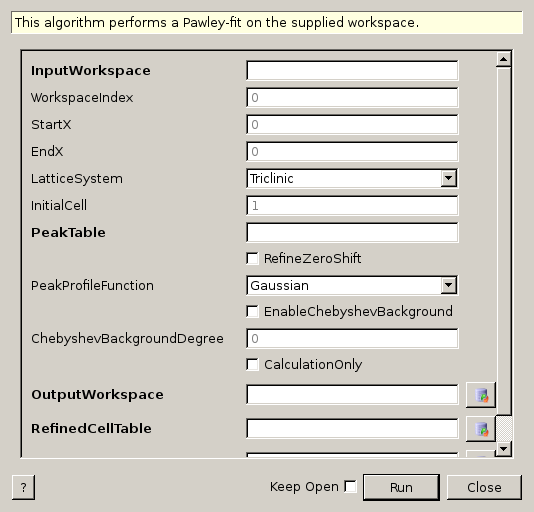 This algorithm performs a Pawley-fit on the supplied workspace.
InputWorkspace
WorkspaceIndex 0
StartX 0
EndX 0
LatticeSystem Triclinic
InitialCell 1
PeakTable
RefineZeroShift
PeakProfileFunction Gaussian
EnableChebyshevBackground
ChebyshevBackgroundDegree 0
CalculationOnly
OutputWorkspace
RefinedCellTable
? Keep Open Run Close